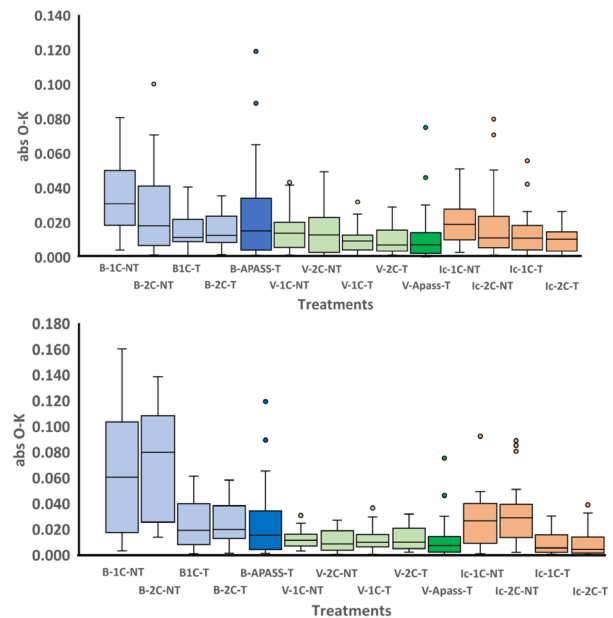 0.140
0.120
0.100
0.080
0.060
0.040
0.020
0.000
abs O-K
B-1C-NT B1C-T B-APASS-T V-2C-NT V-2C-T Ic-1C-NT Ic-1C-T
B-2C-NT B-2C-T V-1C-NT V-1C-T V-Apass-T Ic-2C-NT Ic-2C-T
Treatments
0.180
0.160
0.140
0.120
0.100
0.080
0.060
0.040
0.020
0.000
abs O-K
B-1C-NT B1C-T B-APASS-T V-2C-NT V-2C-T Ic-1C-NT Ic-1C-T
B-2C-NT B-2C-T V-1C-NT V-1C-T V-Apass-T Ic-2C-NT Ic-2C-T
Treatments